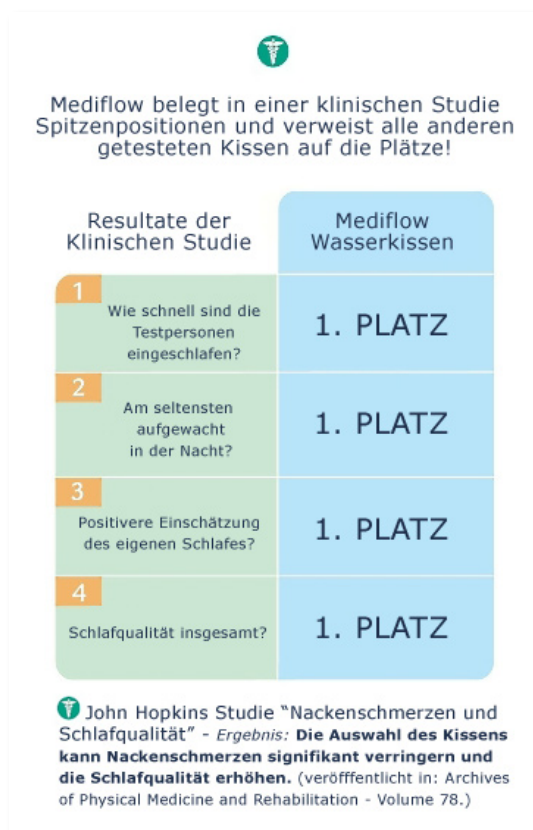 Mediflow belegt in einer klinischen Studie
Spitzenpositionen und verweist alle anderen
getesteten Kissen auf die Plätze!
Resultate der
Klinischen Studie
Mediflow
Wasserkissen
1
Wie schnell sind die
Testpersonen
eingeschlafen?
1. PLATZ
2
Am seltensten
aufgewacht
in der Nacht?
1. PLATZ
3
Positivere Einschätzung
des eigenen Schlafes?
1. PLATZ
4
Schlafqualität insgesamt?
1. PLATZ
John Hopkins Studie “Nackenschmerzen und
Schlafqualität” - Ergebnis: Die Auswahl des Kissens
kann Nackenschmerzen signifikant verringern und
die Schlafqualität erhöhen. (veröfffentlicht in: Archives
of Physical Medicine and Rehabilitation - Volume 78.)